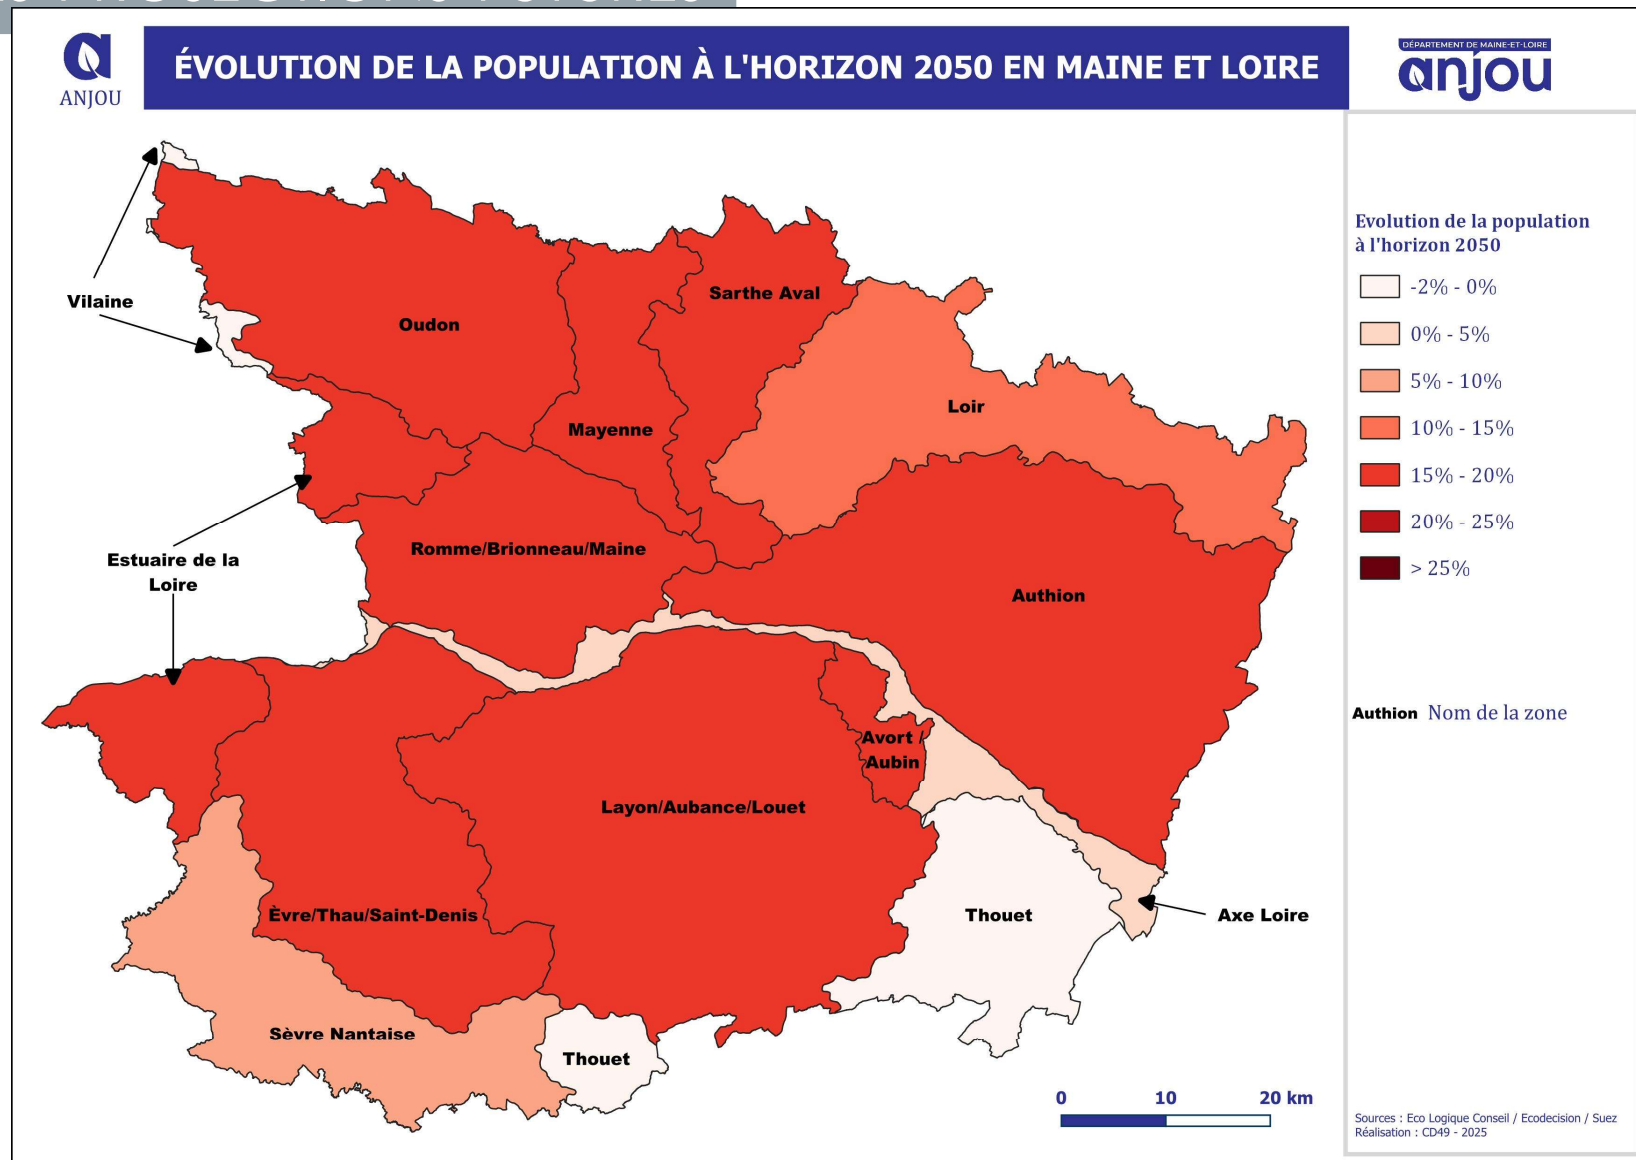 ANJOU
ÉVOLUTION DE LA POPULATION À L'HORIZON 2050 EN MAINE ET LOIRE
DÉPARTEMENT DE MAINE-ET-LOIRE
anjou
Vilaine
Oudon
Sarthe Aval
Mayenne
Loir
Romme/Brionneau/Maine
Estuaire de la
Loire
Authion
Avort /
Aubin
Layon/Aubance/Louet
Èvre/Thau/Saint-Denis
Thouet
Axe Loire
Sèvre Nantaise
Thouet
0 10 20 km
Evolution de la population
à l'horizon 2050
-2% - 0%
0% - 5%
5% - 10%
10% - 15%
15% - 20%
20% - 25%
> 25%
Authion Nom de la zone
Sources : Eco Logique Conseil / Ecodecision / Suez
Réalisation : CD49 - 2025